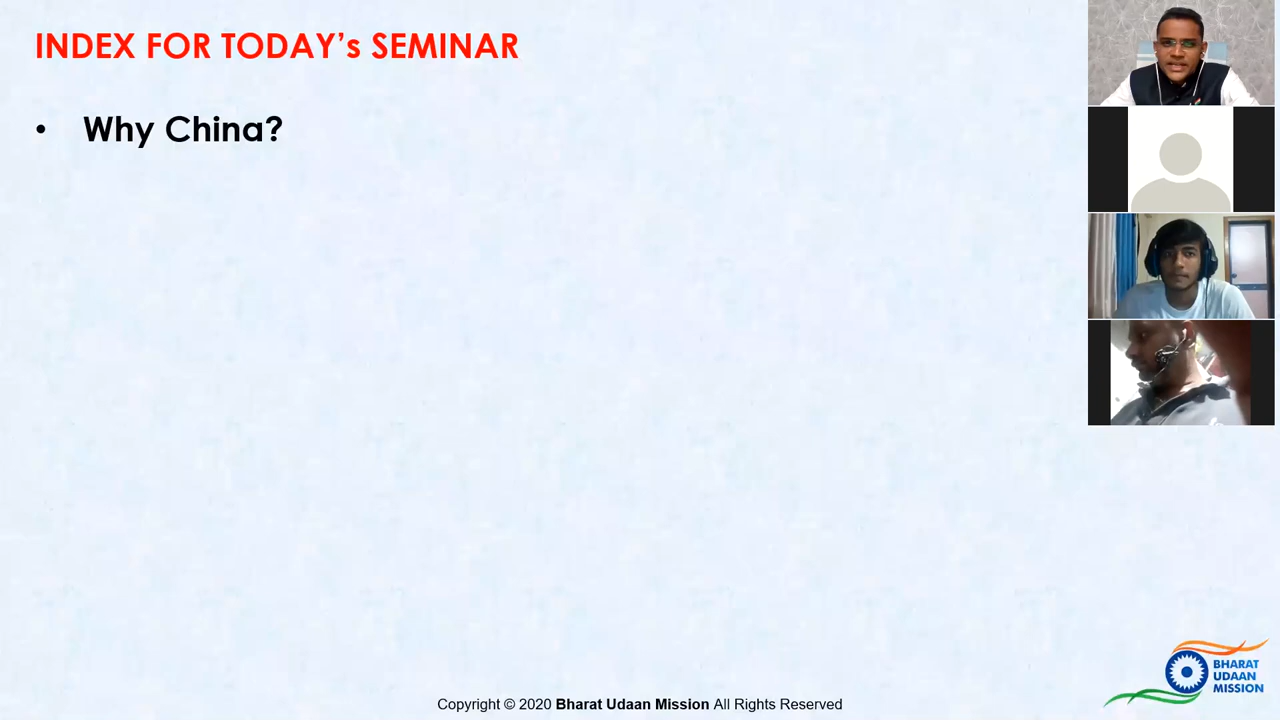 INDEX FOR TODAY’s SEMINAR
• Why China?
BHARAT
UDAAN
MISSION
Copyright © 2020 Bharat Udaan Mission All Rights Reserved